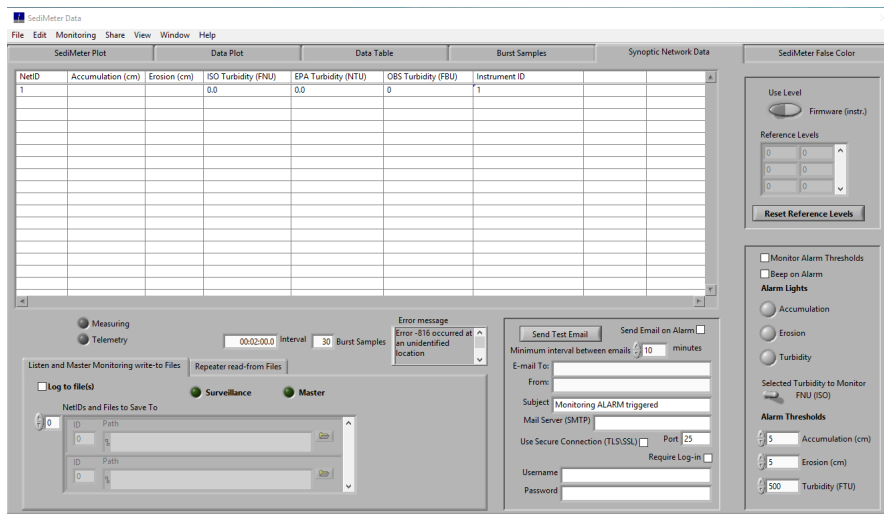 SediMeter Data
File Edit Monitoring Share View Window Help
SediMeter Plot Data Plot Data Table Burst Samples Synoptic Network Data SediMeter False Color
NetID Accumulation (cm) Erosion (cm) ISO Turbidity (FNU) EPA Turbidity (NTU) OBS Turbidity (FBU) Instrument ID
1 0.0 0.0 0 1
Use Level
Firmware (instr.)
Reference Levels
0 0
0 0
0 0
Reset Reference Levels
Monitor Alarm Thresholds
Beep on Alarm
Alarm Lights
Accumulation
Erosion
Turbidity
Selected Turbidity to Monitor
FNU (ISO)
Alarm Thresholds
5 Accumulation (cm)
5 Erosion (cm)
500 Turbidity (FTU)
Measuring
Telemetry
00:02:00.0 Interval 30 Burst Samples
Error message
Error -816 occurred at
an unidentified
location
Listen and Master Monitoring write-to Files Repeater read-from Files
Log to file(s)
Surveillance Master
NetIDs and Files to Save To
0
ID Path
0
ID Path
0
Send Test Email Send Email on Alarm
Minimum interval between emails 10 minutes
E-mail To:
From:
Subject Monitoring ALARM triggered
Mail Server (SMTP)
Use Secure Connection (TLS\SSL) Port 25
Require Log-in
Username
Password